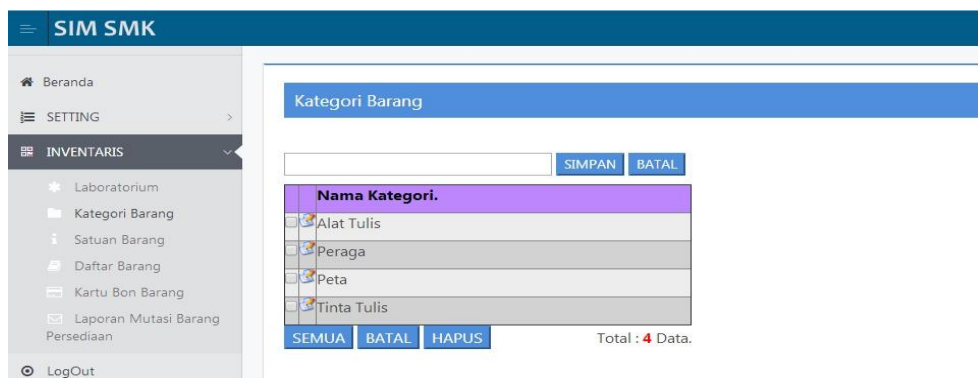 SIM SMK
Beranda
SETTING
INVENTARIS
Laboratorium
Kategori Barang
Satuan Barang
Daftar Barang
Kartu Bon Barang
Laporan Mutasi Barang
Persediaan
LogOut
Kategori Barang
SIMPAN BATAL
Nama Kategori.
Alat Tulis
Peraga
Peta
Tinta Tulis
SEMUA BATAL HAPUS Total : 4 Data.